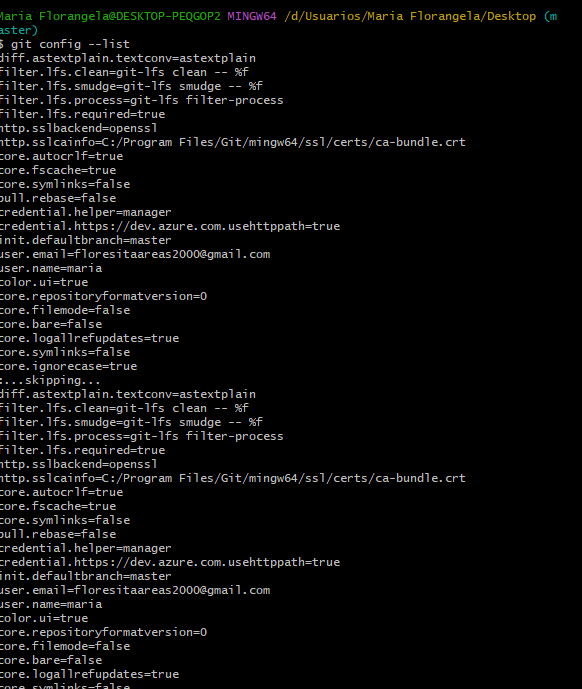 Maria Florangela@DESKTOP-PEQGOP2 MINGW64 /d/Usuarios/Maria Florangela/Desktop (m
aster)
$ git config --list
diff.astextplain.textconv=astextplain
filter.lfs.clean=git-lfs clean -- %f
filter.lfs.smudge=git-lfs smudge -- %f
filter.lfs.process=git-lfs filter-process
filter.lfs.required=true
http.sslbackend=openssl
http.sslcainfo=C:/Program Files/Git/mingw64/ssl/certs/ca-bundle.crt
core.autocrlf=true
core.fscache=true
core.symlinks=false
pull.rebase=false
credential.helper=manager
credential.https://dev.azure.com.usehttppath=true
init.defaultbranch=master
user.email=floresitaareas2000@gmail.com
user.name=maria
color.ui=true
core.repositoryformatversion=0
core.filemode=false
core.bare=false
core.logallrefupdates=true
core.symlinks=false
core.ignorecase=true
:...skipping...
diff.astextplain.textconv=astextplain
filter.lfs.clean=git-lfs clean -- %f
filter.lfs.smudge=git-lfs smudge -- %f
filter.lfs.process=git-lfs filter-process
filter.lfs.required=true
http.sslbackend=openssl
http.sslcainfo=C:/Program Files/Git/mingw64/ssl/certs/ca-bundle.crt
core.autocrlf=true
core.fscache=true
core.symlinks=false
pull.rebase=false
credential.helper=manager
credential.https://dev.azure.com.usehttppath=true
init.defaultbranch=master
user.email=floresitaareas2000@gmail.com
user.name=maria
color.ui=true
core.repositoryformatversion=0
core.filemode=false
core.bare=false
core.logallrefupdates=true
core.symlinks=false